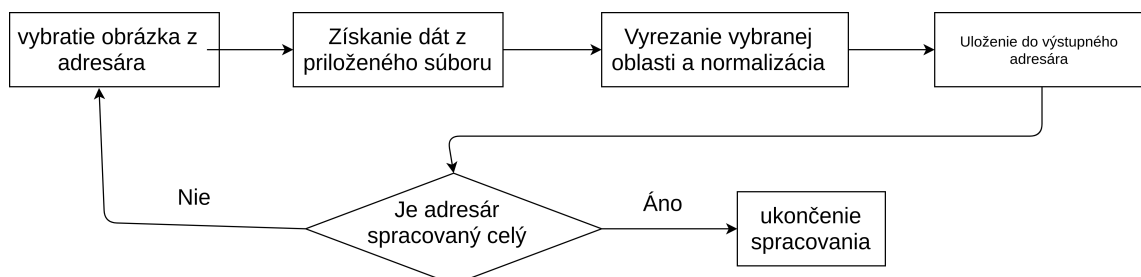 vybratie obrázka z
adresára
Získanie dát z
priloženého súboru
Vyrezanie vybranej
oblasti a normalizácia
Uloženie do výstupného
adresára
Nie
Je adresár
spracovaný celý
Áno
ukončenie
spracovania